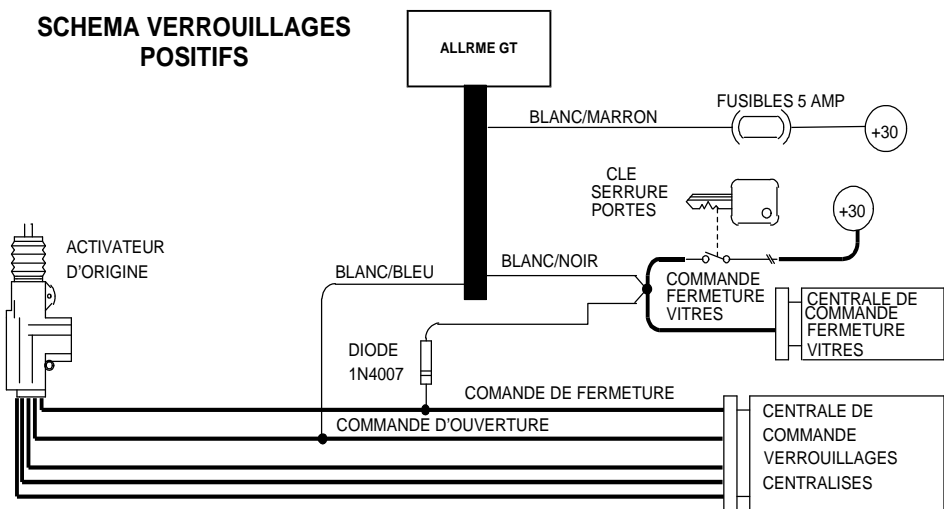 SCHEMA VERROUILLAGES
POSITIFS
ALLRME GT
BLANC/MARRON
FUSIBLES 5 AMP
+30
CLE
SERRURE
PORTES
+30
ACTIVATEUR
D'ORIGINE
BLANC/BLEU
BLANC/NOIR
COMMANDE
FERMETURE
VITRES
CENTRALE DE
COMMANDE
FERMETURE
VITRES
DIODE
1N4007
COMANDE DE FERMETURE
COMMANDE D'OUVERTURE
CENTRALE DE
COMMANDE
VERROUILLAGES
CENTRALISES